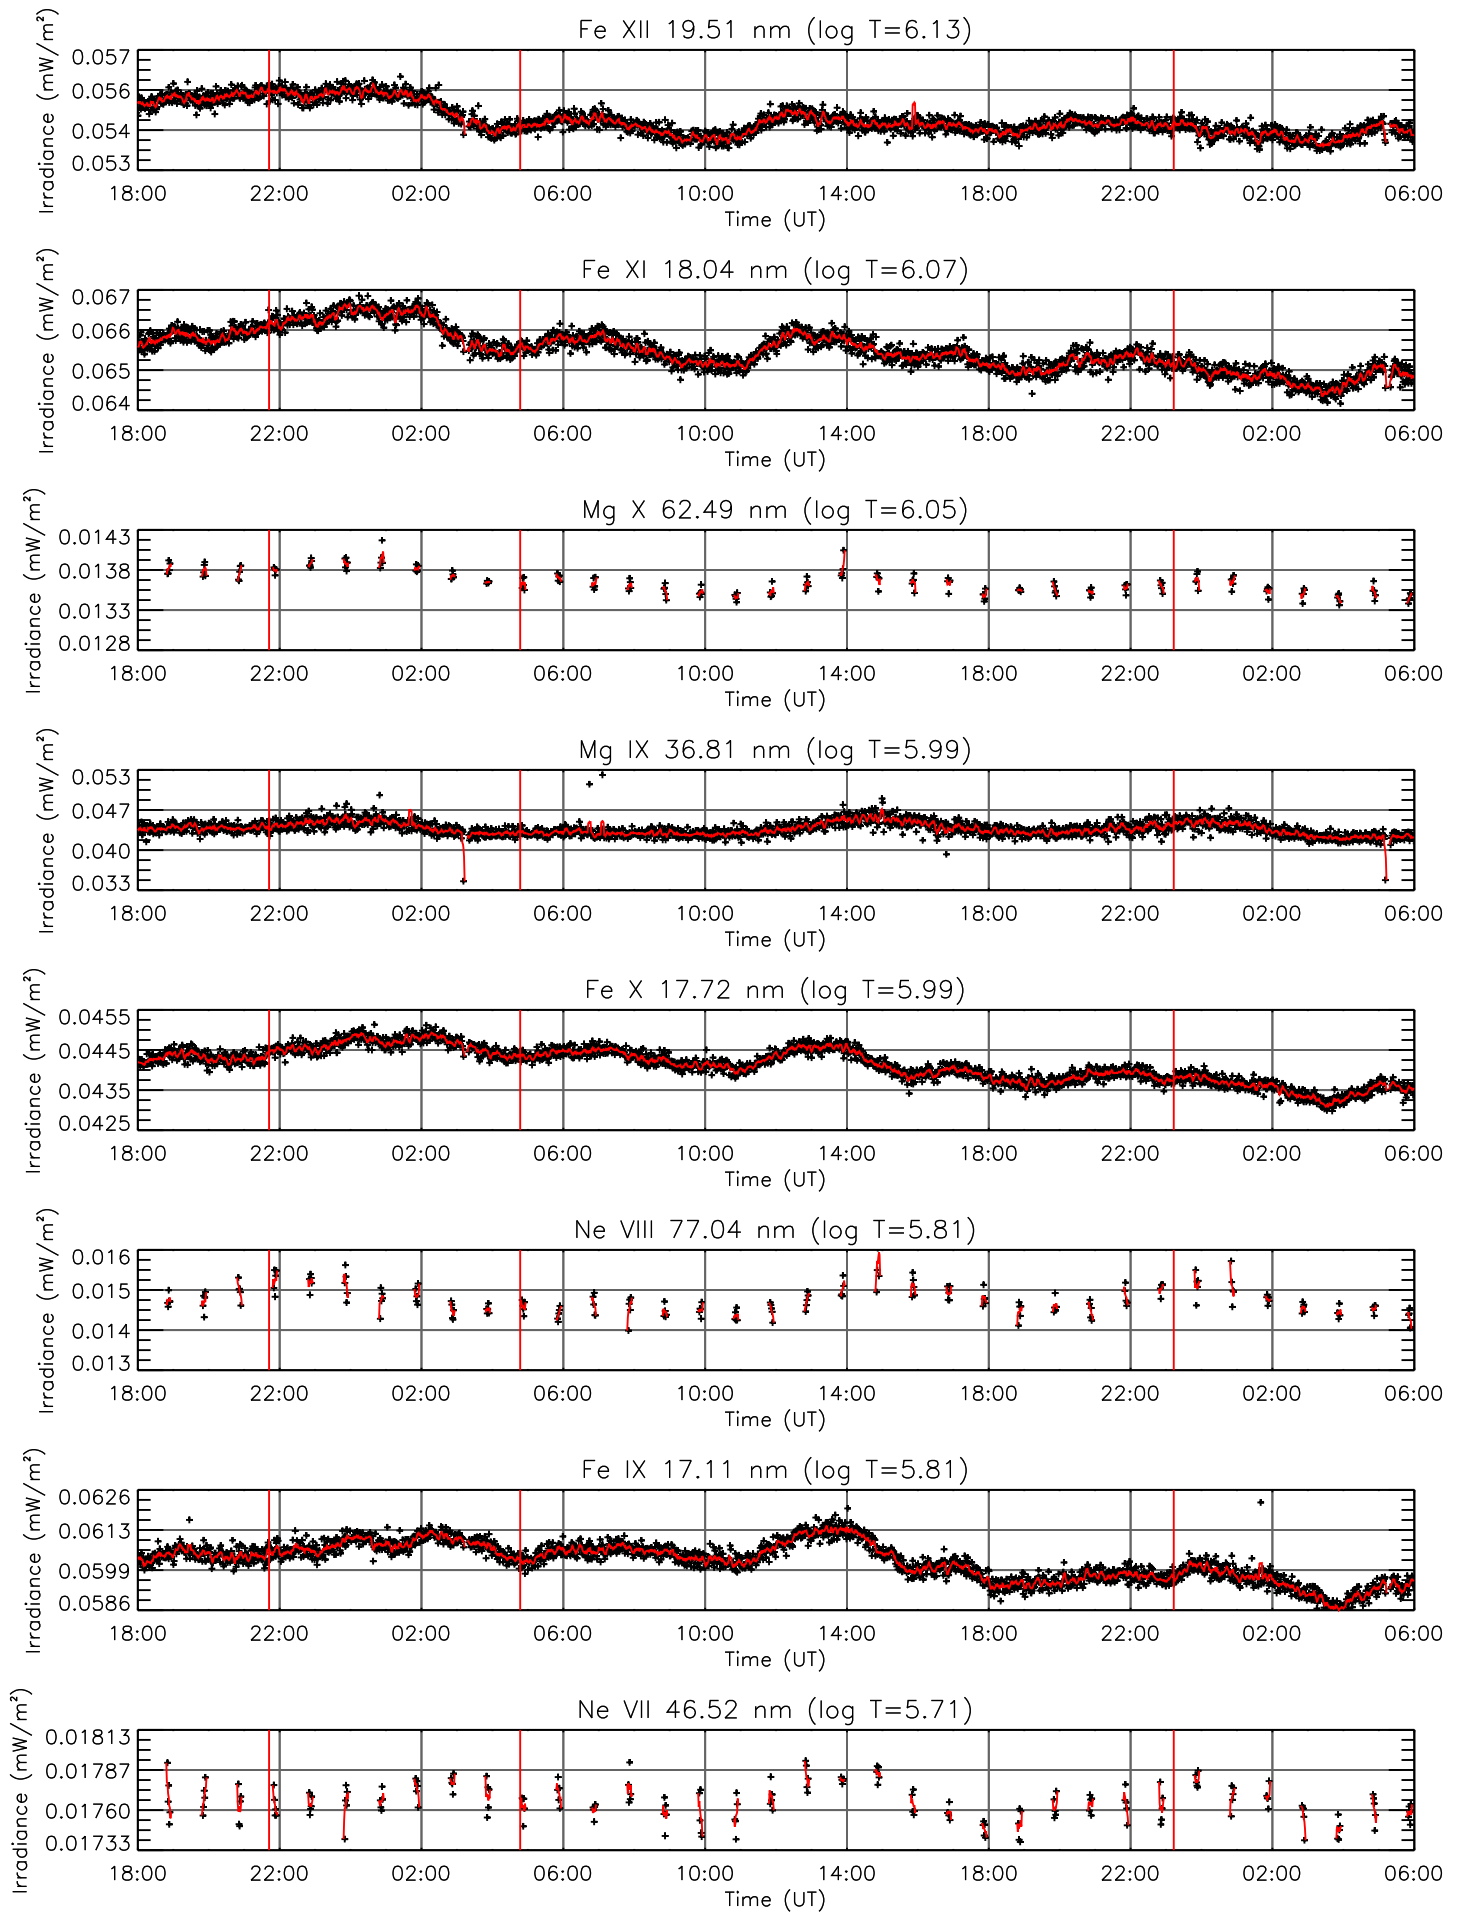 Fe XII 19.51 nm (log T=6.13)
Irradiance (mW/m²)
0.057
0.056
0.054
0.053
18:00 22:00 02:00 06:00 10:00 14:00 18:00 22:00 02:00 06:00
Time (UT)
Fe XI 18.04 nm (log T=6.07)
Irradiance (mW/m²)
0.067
0.066
0.065
0.064
18:00 22:00 02:00 06:00 10:00 14:00 18:00 22:00 02:00 06:00
Time (UT)
Mg X 62.49 nm (log T=6.05)
Irradiance (mW/m²)
0.0143
0.0138
0.0133
0.0128
18:00 22:00 02:00 06:00 10:00 14:00 18:00 22:00 02:00 06:00
Time (UT)
Mg IX 36.81 nm (log T=5.99)
Irradiance (mW/m²)
0.053
0.047
0.040
0.033
18:00 22:00 02:00 06:00 10:00 14:00 18:00 22:00 02:00 06:00
Time (UT)
Fe X 17.72 nm (log T=5.99)
Irradiance (mW/m²)
0.0455
0.0445
0.0435
0.0425
18:00 22:00 02:00 06:00 10:00 14:00 18:00 22:00 02:00 06:00
Time (UT)
Ne VIII 77.04 nm (log T=5.81)
Irradiance (mW/m²)
0.016
0.015
0.014
0.013
18:00 22:00 02:00 06:00 10:00 14:00 18:00 22:00 02:00 06:00
Time (UT)
Fe IX 17.11 nm (log T=5.81)
Irradiance (mW/m²)
0.0626
0.0613
0.0599
0.0586
18:00 22:00 02:00 06:00 10:00 14:00 18:00 22:00 02:00 06:00
Time (UT)
Ne VII 46.52 nm (log T=5.71)
Irradiance (mW/m²)
0.01813
0.01787
0.01760
0.01733
18:00 22:00 02:00 06:00 10:00 14:00 18:00 22:00 02:00 06:00
Time (UT)